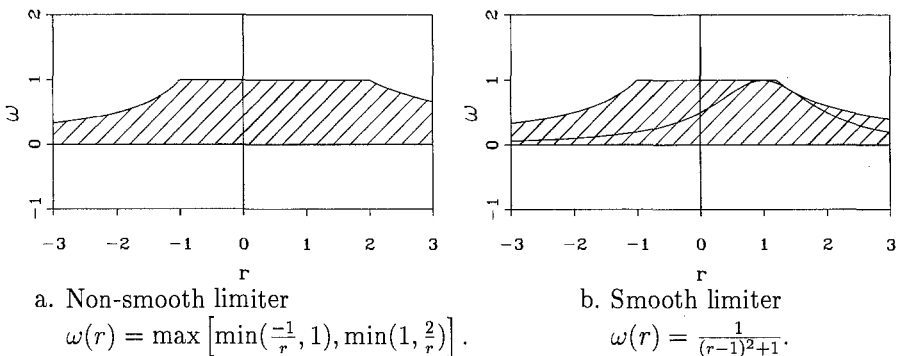 2
1
0
−1
ω
−3 −2 −1 0 1 2 3
r
2
1
0
−1
ω
−3 −2 −1 0 1 2 3
r
a. Non-smooth limiter
ω(r) = max [min(−1/r, 1), min(1, 2/r)] .
b. Smooth limiter
ω(r) = 1/((r−1)²+1).